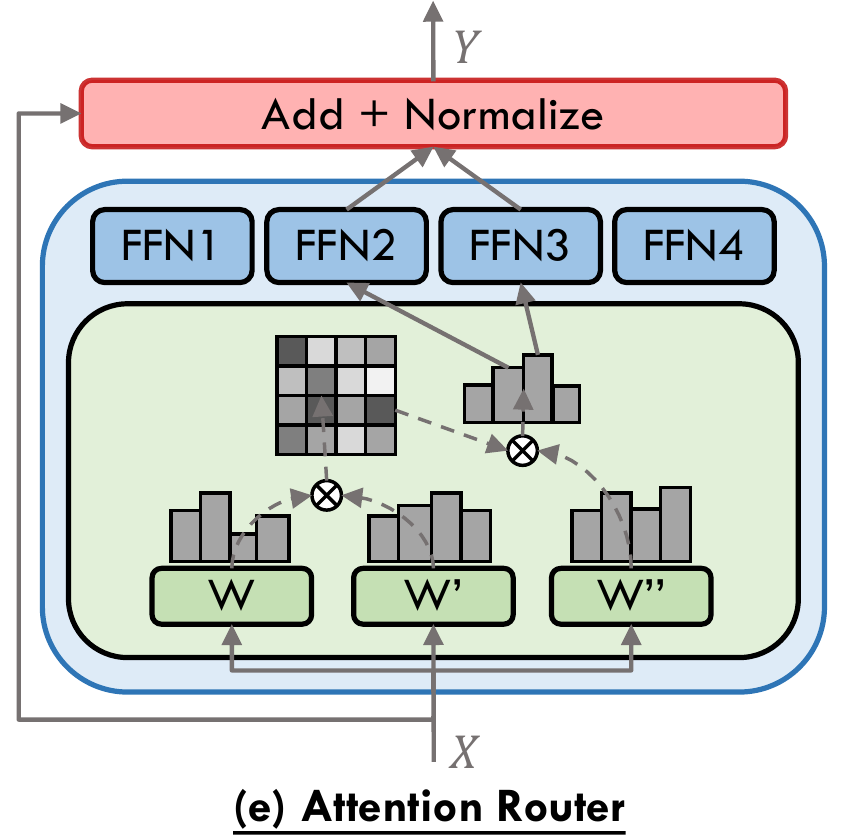 Y
Add + Normalize
FFN1 FFN2 FFN3 FFN4
W W' W”
X
(e) Attention Router